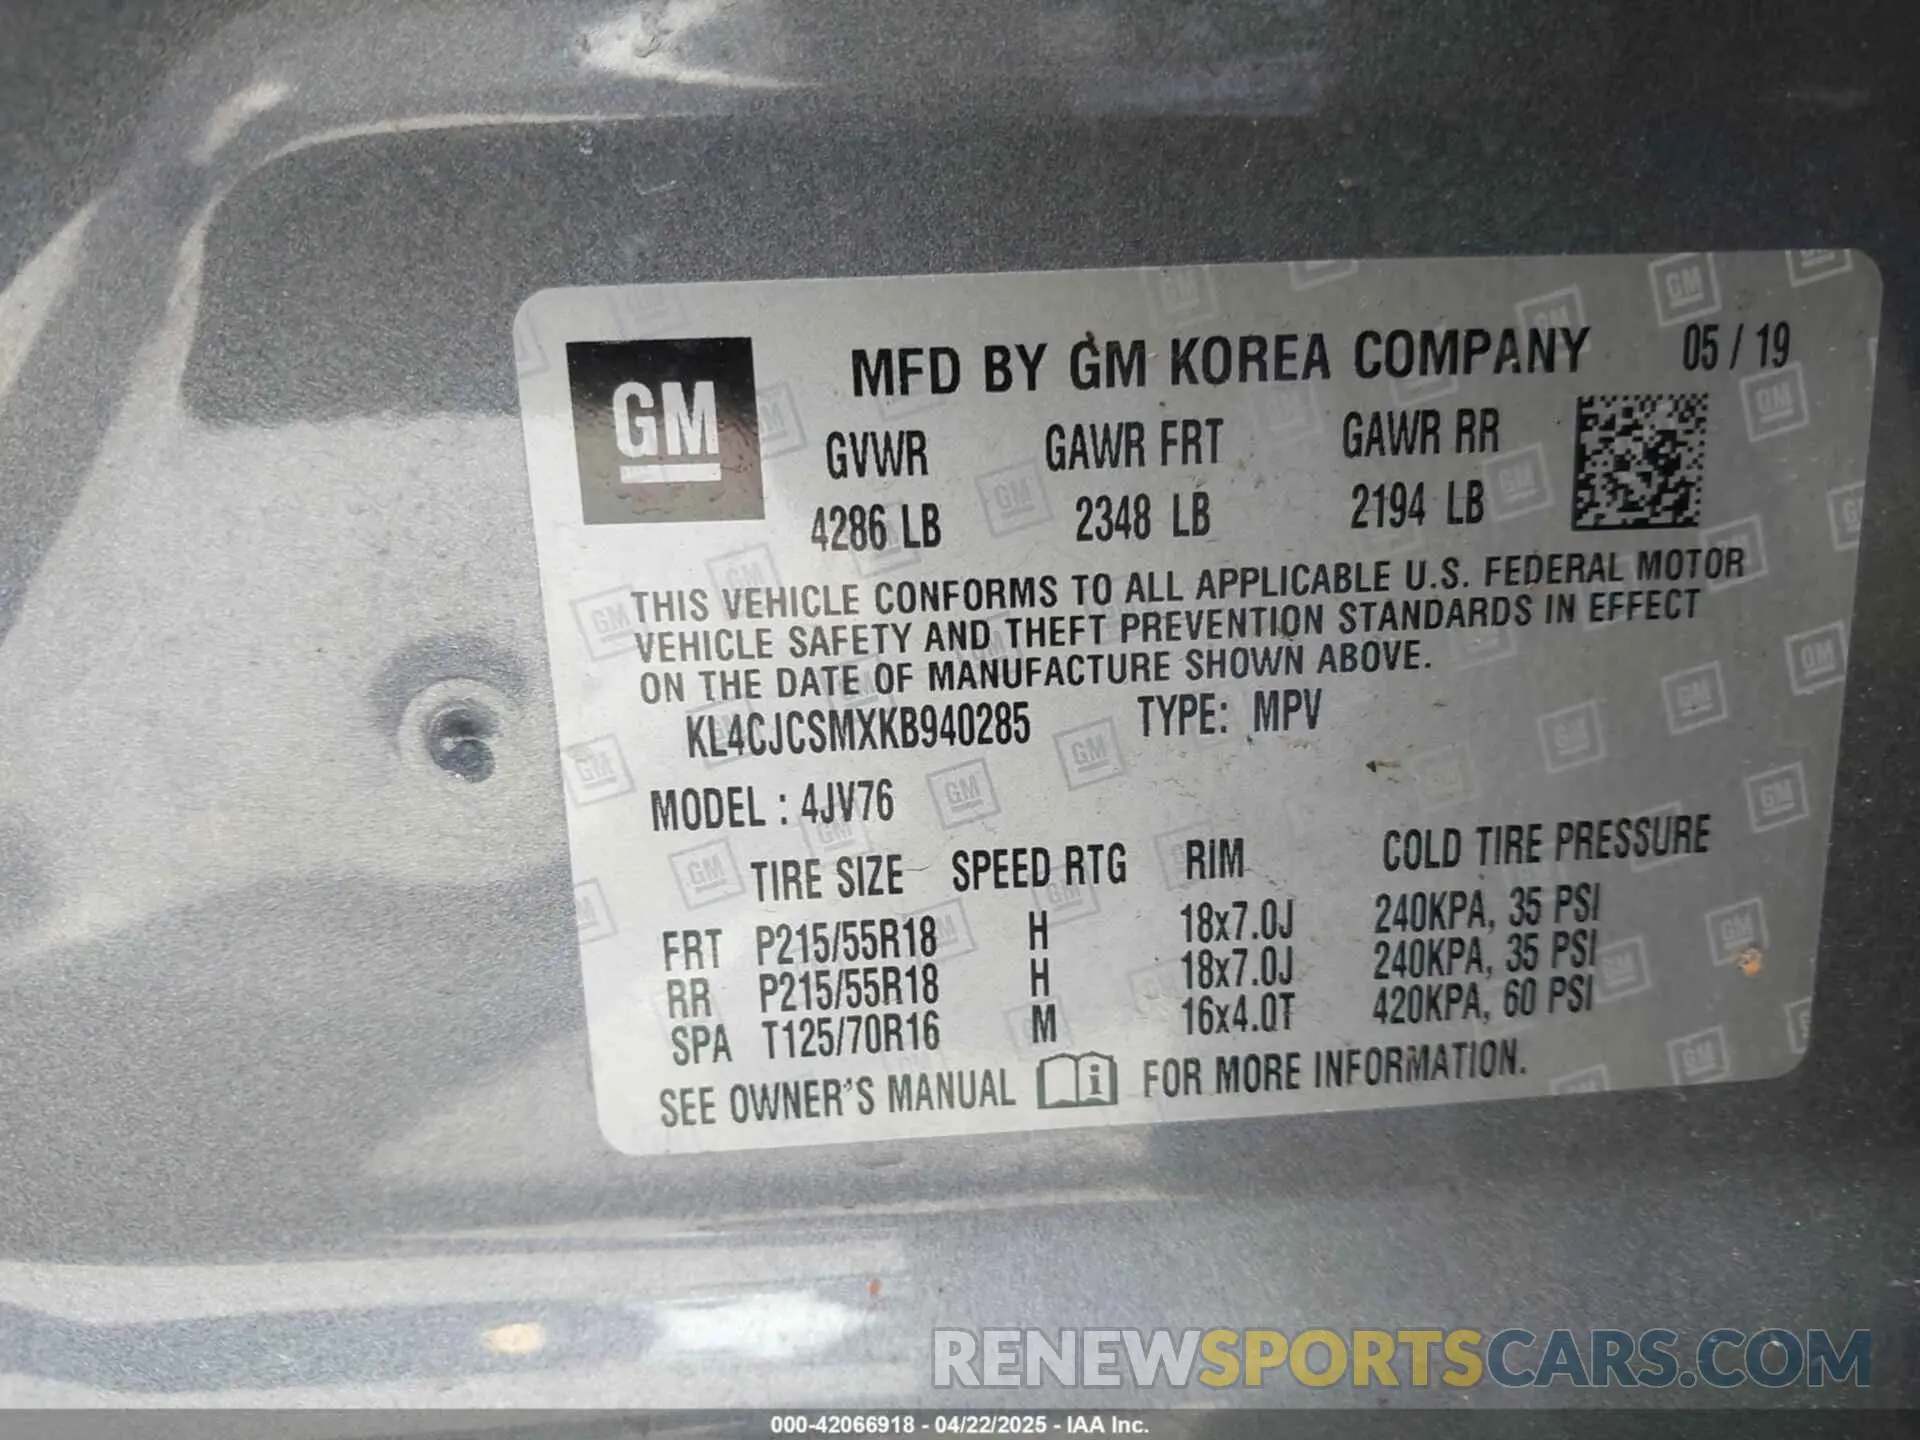 GM
MFD BY GM KOREA COMPANY 05 / 19
GVWR GAWR FRT GAWR RR
4286 LB 2348 LB 2194 LB
THIS VEHICLE CONFORMS TO ALL APPLICABLE U.S. FEDERAL MOTOR
VEHICLE SAFETY AND THEFT PREVENTION STANDARDS IN EFFECT
ON THE DATE OF MANUFACTURE SHOWN ABOVE.
KL4CJCSMXKB940285 TYPE: MPV
MODEL : 4JV76
TIRE SIZE SPEED RTG RIM COLD TIRE PRESSURE
FRT P215/55R18 H 18x7.0J 240KPA, 35 PSI
RR P215/55R18 H 18x7.0J 240KPA, 35 PSI
SPA T125/70R16 M 16x4.0T 420KPA, 60 PSI
SEE OWNER'S MANUAL i FOR MORE INFORMATION.
RENEWSPORTSCARS.COM
000-42066918 - 04/22/2025 - IAA Inc.